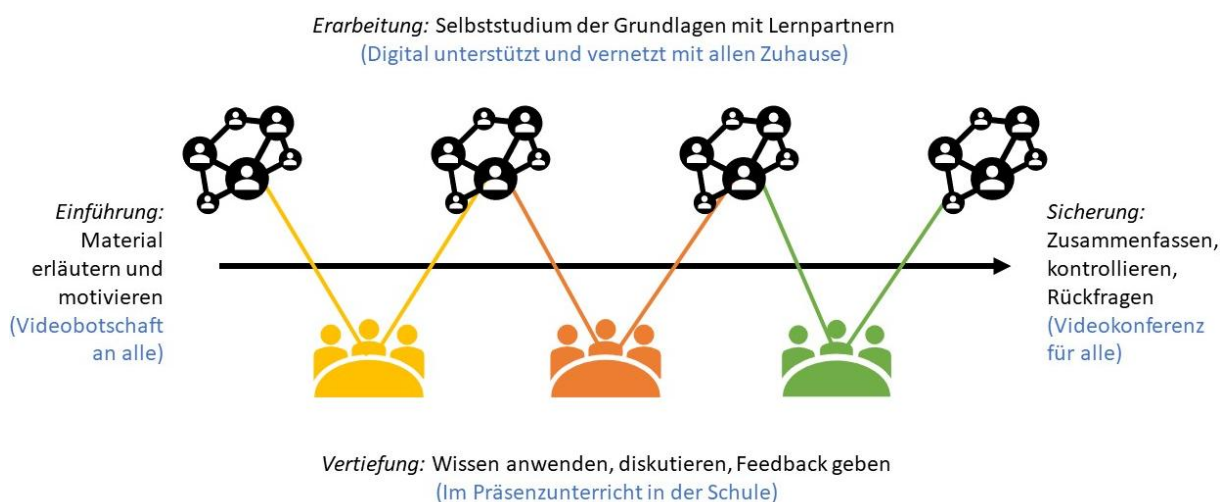 Erarbeitung: Selbststudium der Grundlagen mit Lernpartnern
(Digital unterstützt und vernetzt mit allen Zuhause)
Einführung:
Material
erläutern und
motivieren
(Videobotschaft
an alle)
Sicherung:
Zusammenfassen,
kontrollieren,
Rückfragen
(Videokonferenz
für alle)
Vertiefung: Wissen anwenden, diskutieren, Feedback geben
(Im Präsenzunterricht in der Schule)